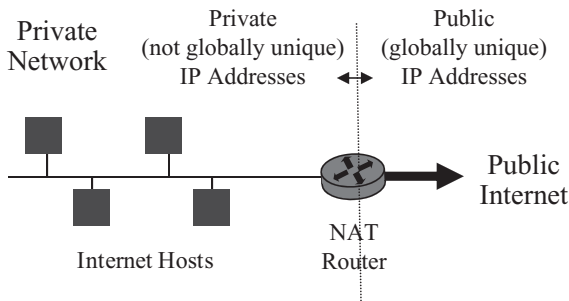 Private
Network
Private
(not globally unique)
IP Addresses
Public
(globally unique)
IP Addresses
Public
Internet
NAT
Router
Internet Hosts